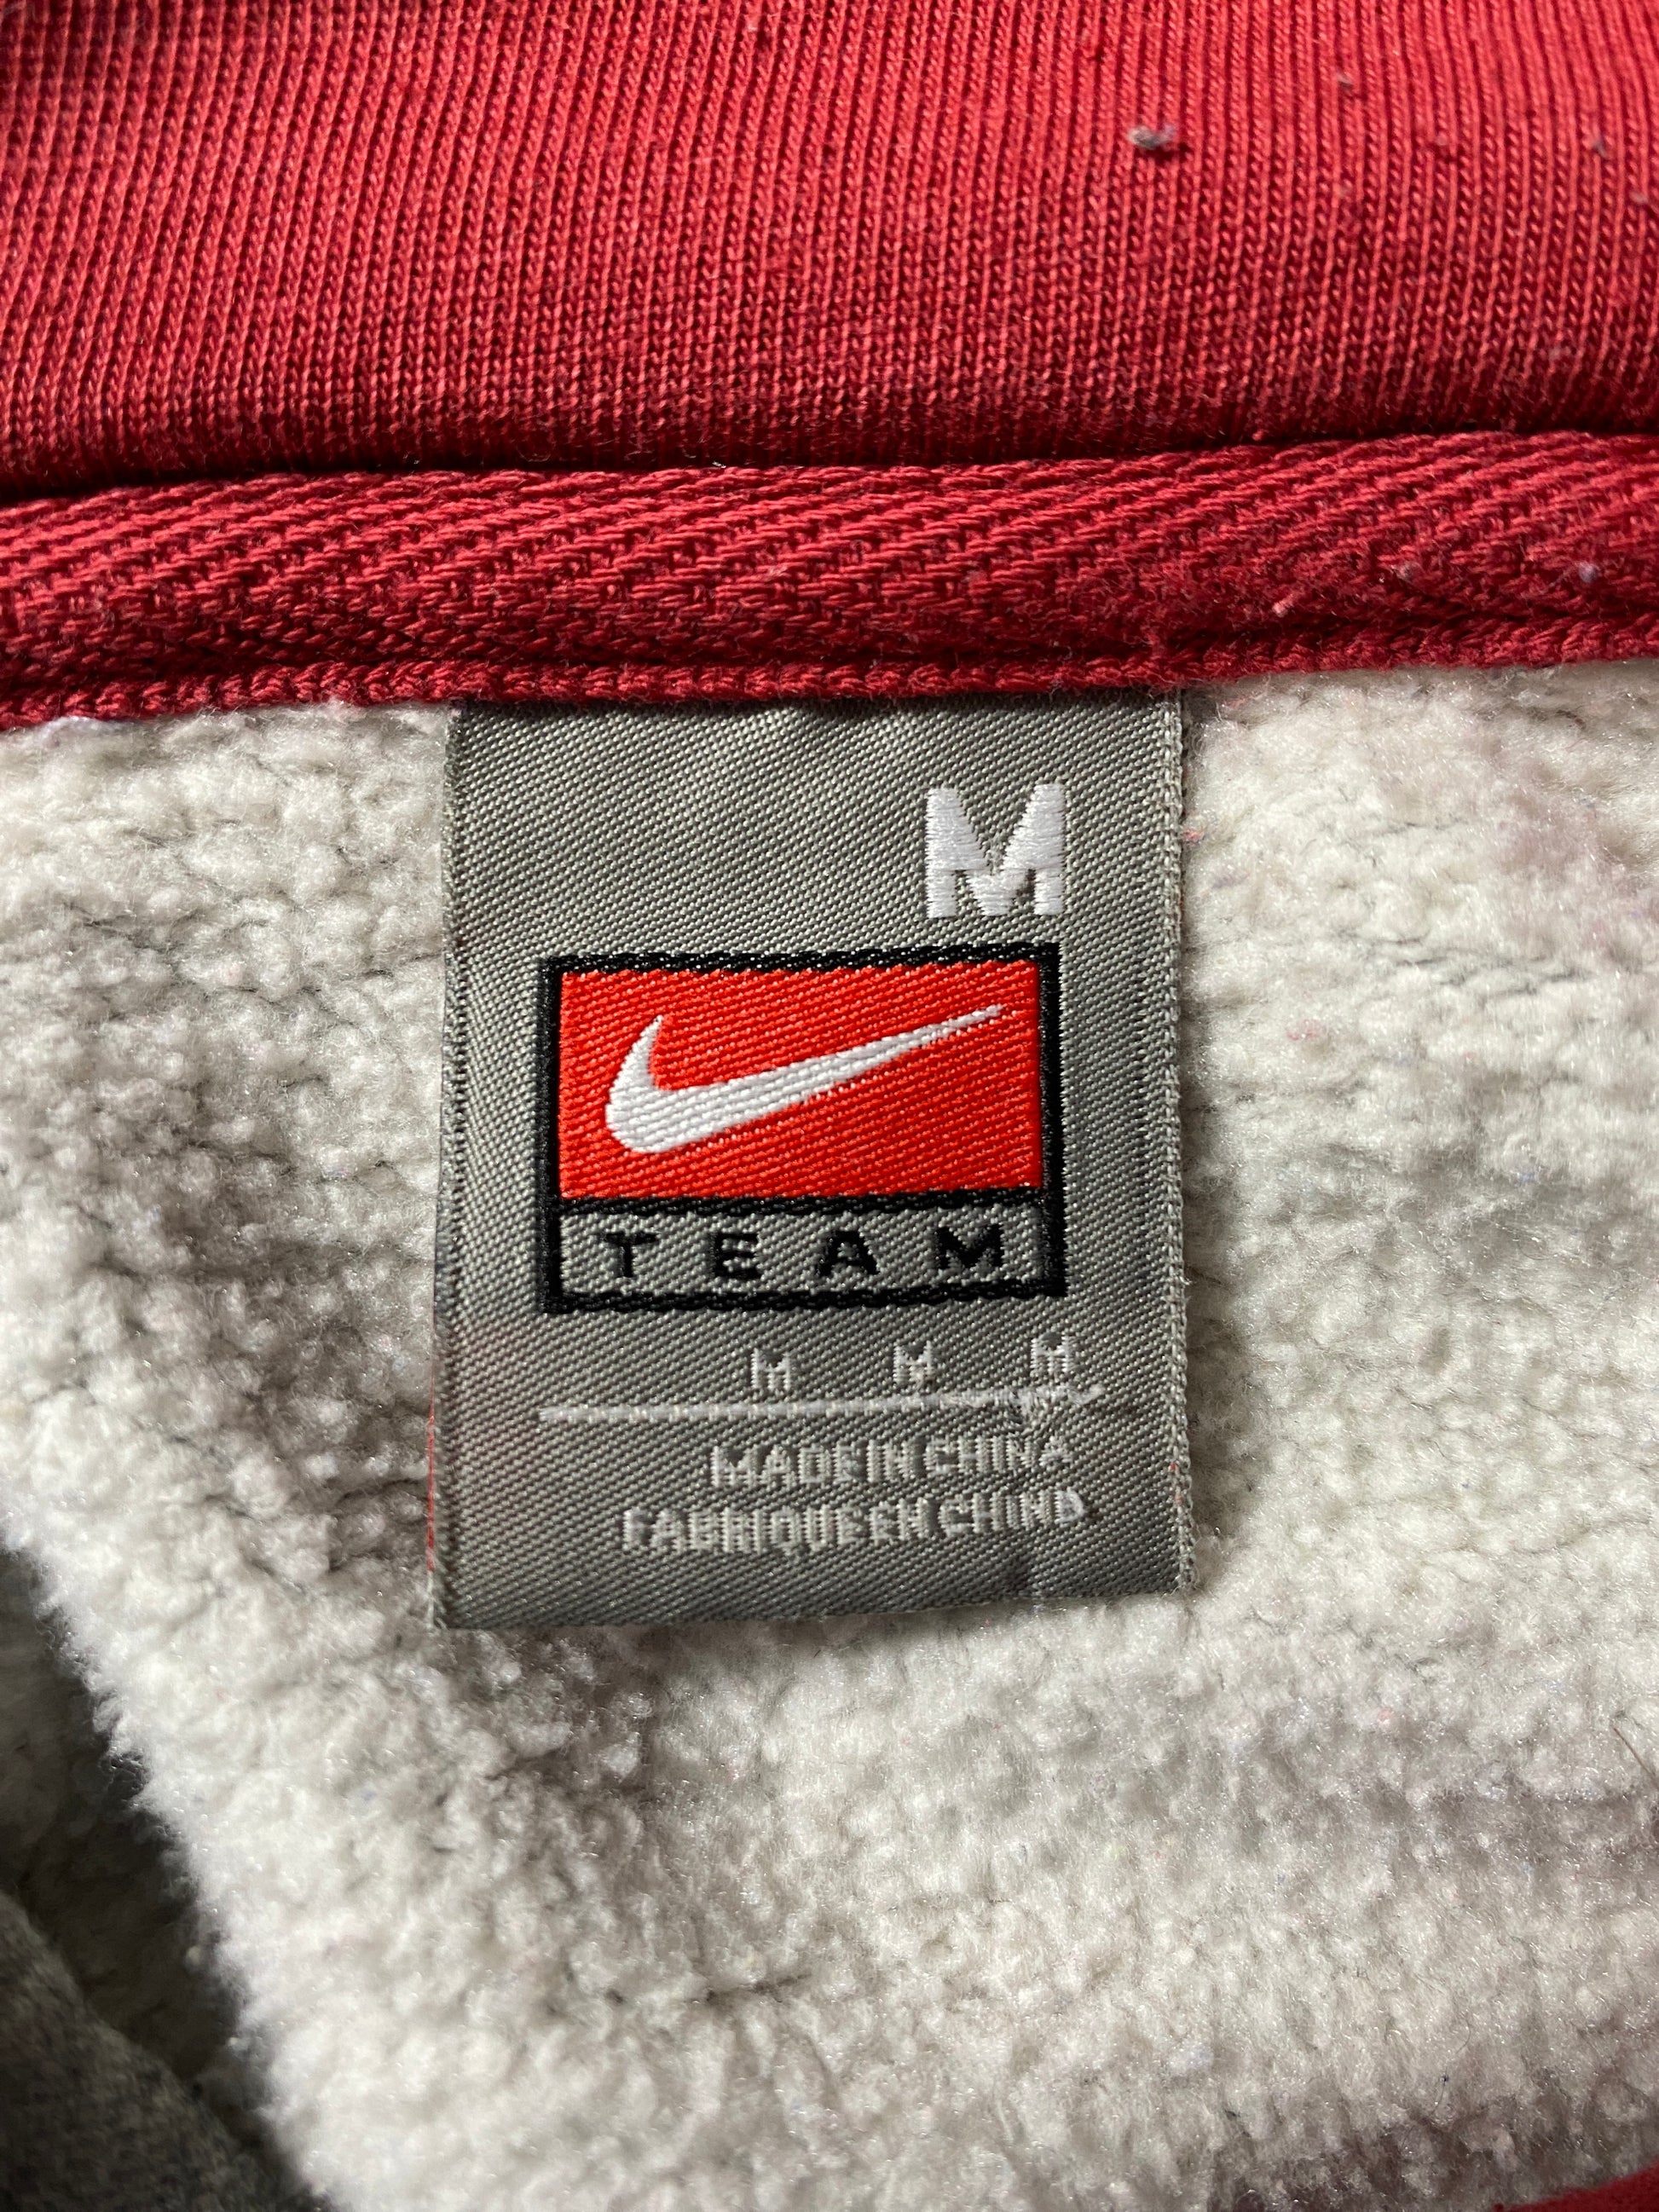 M
TEAM
M M M
MADE IN CHINA
FABRIQUE EN CHINE